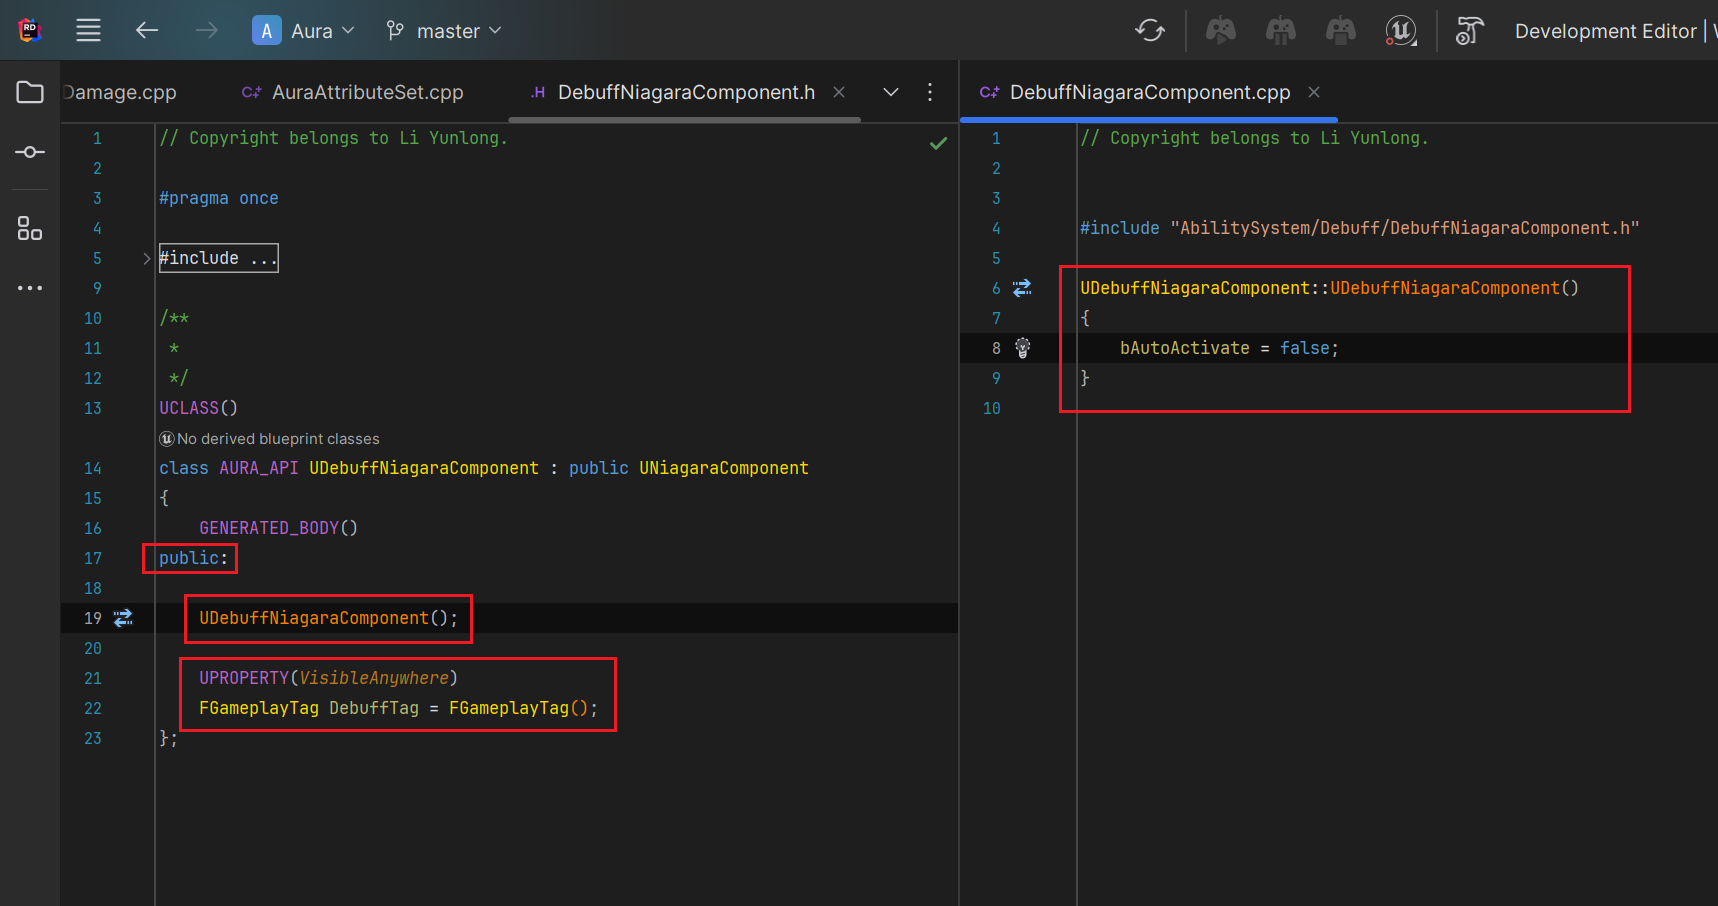 RD
A Aura
master
Development Editor
Damage.cpp
C+ AuraAttributeSet.cpp
.H DebuffNiagaraComponent.h
C+ DebuffNiagaraComponent.cpp
1 // Copyright belongs to Li Yunlong.
2
3 #pragma once
4
5 #include ...
9
10 /**
11 *
12 */
13 UCLASS()
No derived blueprint classes
14 class AURA_API UDebuffNiagaraComponent : public UNiagaraComponent
15 {
16 GENERATED_BODY()
17 public:
18
19 UDebuffNiagaraComponent();
20
21 UPROPERTY(VisibleAnywhere)
22 FGameplayTag DebuffTag = FGameplayTag();
23 };
1 // Copyright belongs to Li Yunlong.
2
3
4 #include "AbilitySystem/Debuff/DebuffNiagaraComponent.h"
5
6 UDebuffNiagaraComponent::UDebuffNiagaraComponent()
7 {
8 bAutoActivate = false;
9 }
10